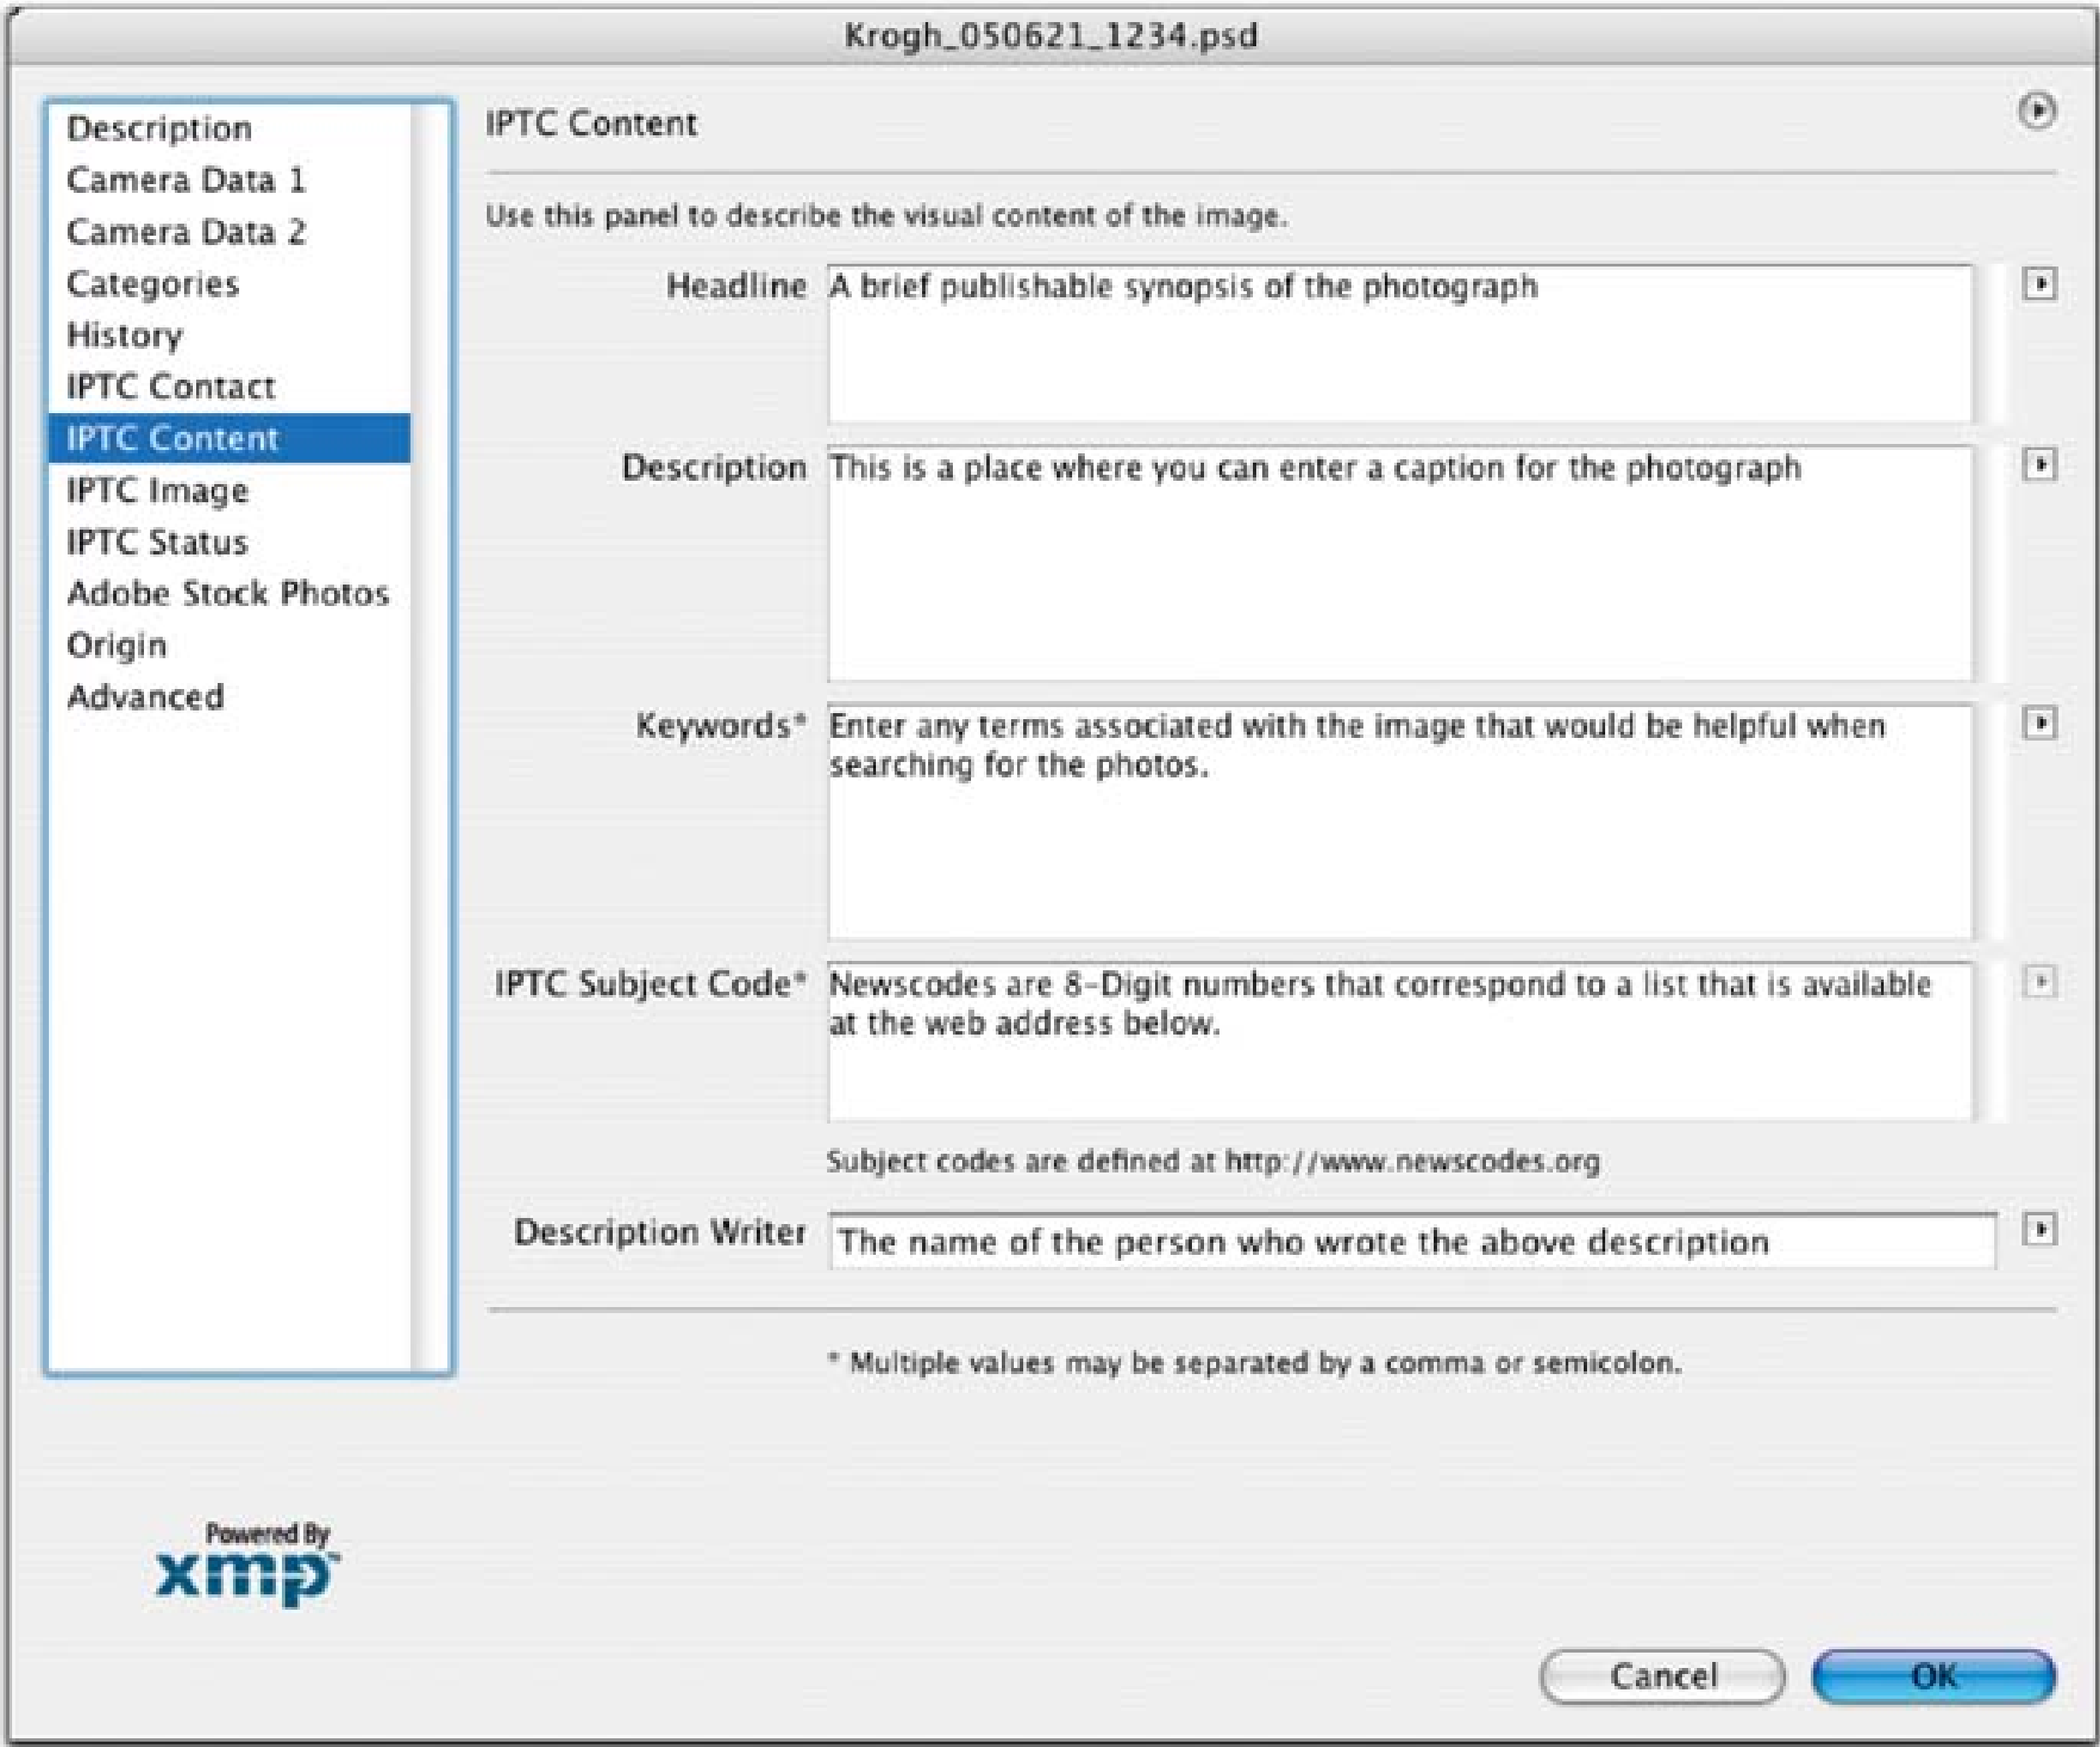 Krogh_050621_1234.psd
Description
Camera Data 1
Camera Data 2
Categories
History
IPTC Contact
IPTC Content
IPTC Image
IPTC Status
Adobe Stock Photos
Origin
Advanced
IPTC Content
Use this panel to describe the visual content of the image.
Headline A brief publishable synopsis of the photograph
Description This is a place where you can enter a caption for the photograph
Keywords* Enter any terms associated with the image that would be helpful when
searching for the photos.
IPTC Subject Code* Newscodes are 8-Digit numbers that correspond to a list that is available
at the web address below.
Subject codes are defined at http://www.newscodes.org
Description Writer The name of the person who wrote the above description
* Multiple values may be separated by a comma or semicolon.
Powered By
xmp™
Cancel OK